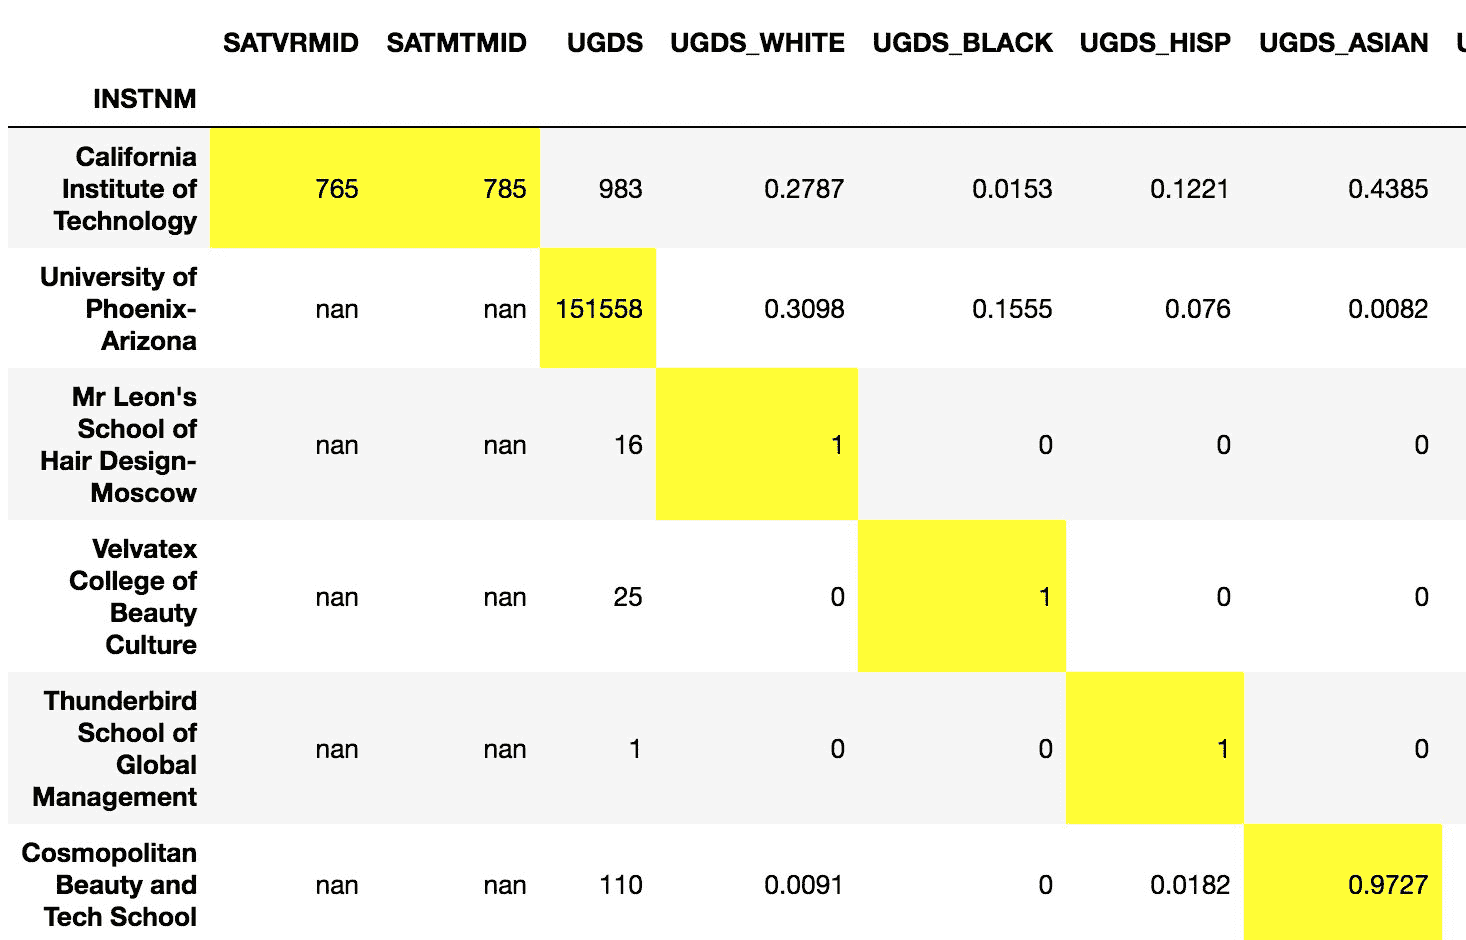 SATVRMID SATMTMID UGDS UGDS_WHITE UGDS_BLACK UGDS_HISP UGDS_ASIAN
INSTNM
California
Institute of
Technology
765 785 983 0.2787 0.0153 0.1221 0.4385
University of
Phoenix-
Arizona
nan nan 151558 0.3098 0.1555 0.076 0.0082
Mr Leon's
School of
Hair Design-
Moscow
nan nan 16 1 0 0 0
Velvatex
College of
Beauty
Culture
nan nan 25 0 1 0 0
Thunderbird
School of
Global
Management
nan nan 1 0 0 1 0
Cosmopolitan
Beauty and
Tech School
nan nan 110 0.0091 0 0.0182 0.9727